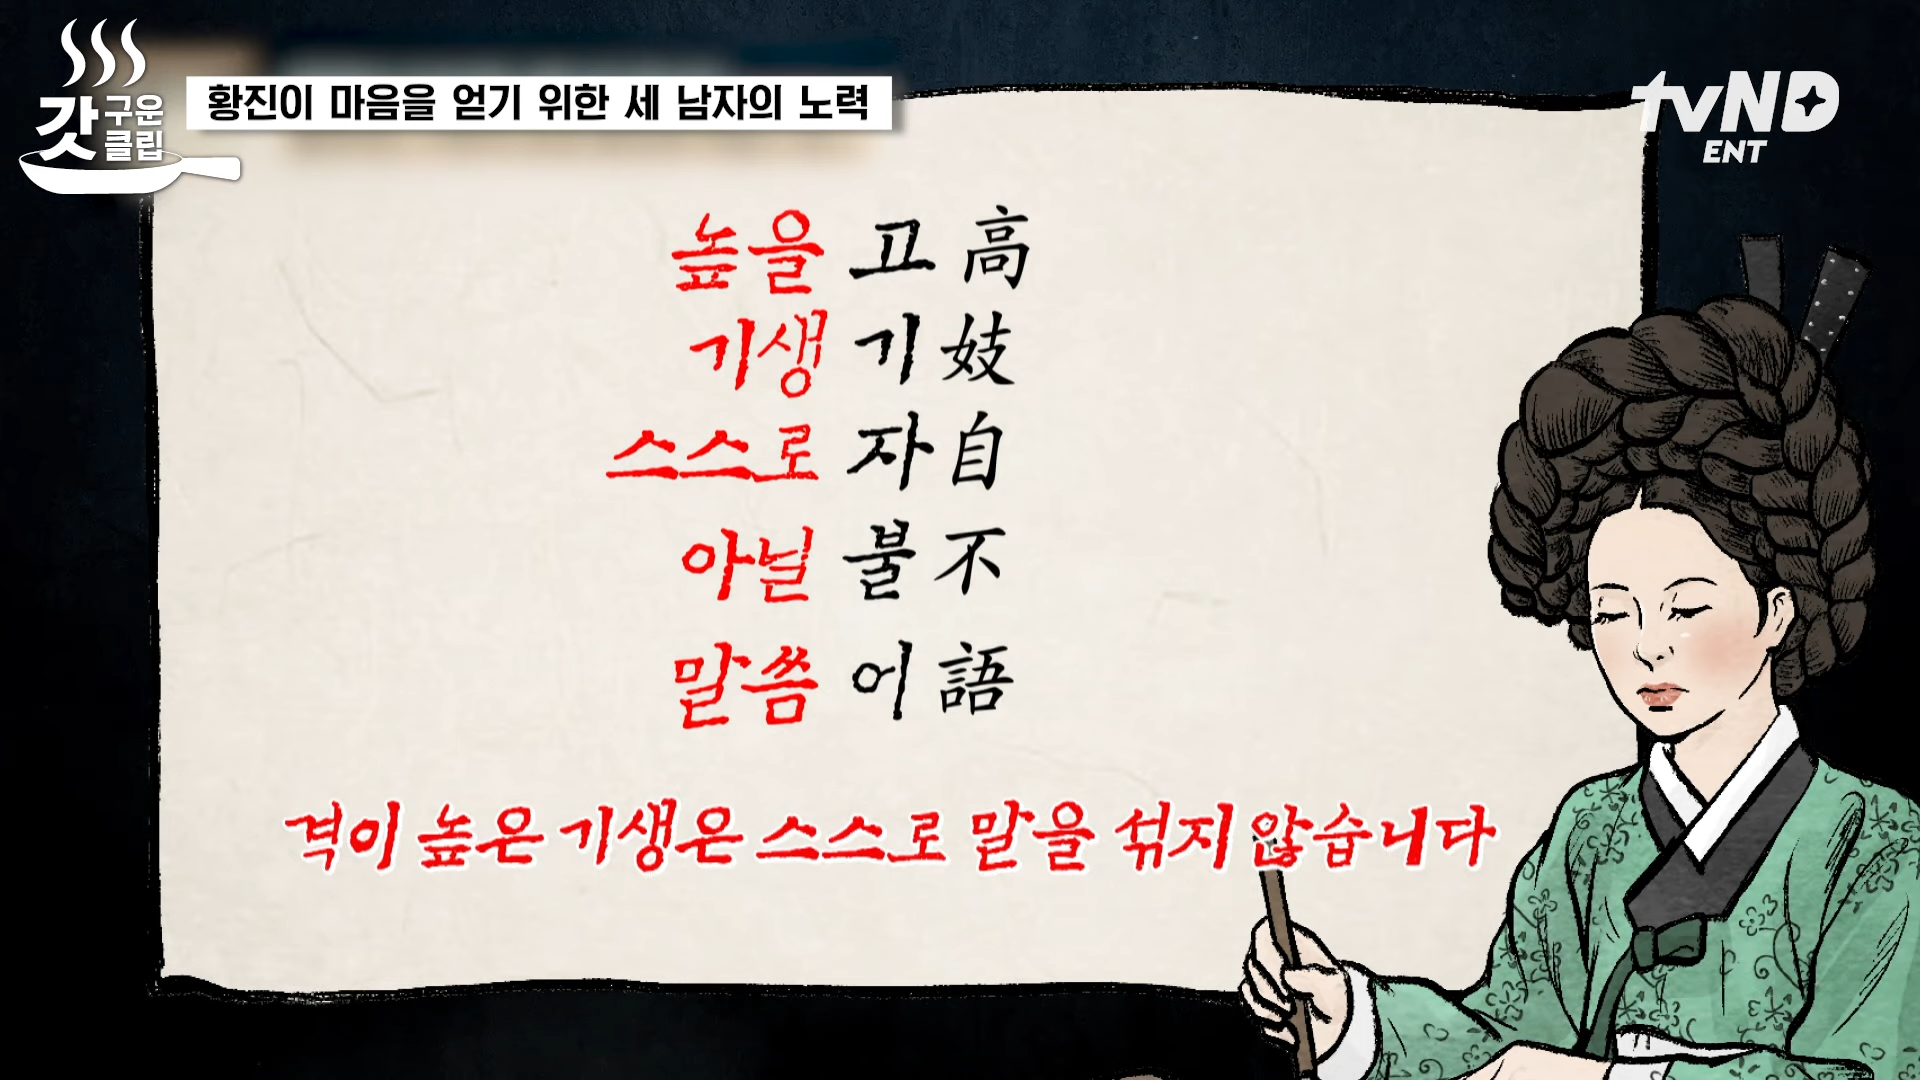 갓구운클립
황진이 마음을 얻기 위한 세 남자의 노력
tvND
ENT
높을 고 高
기생 기 妓
스스로 자 自
아닐 불 不
말씀 어 語
격이 높은 기생은 스스로 말을 섞지 않습니다